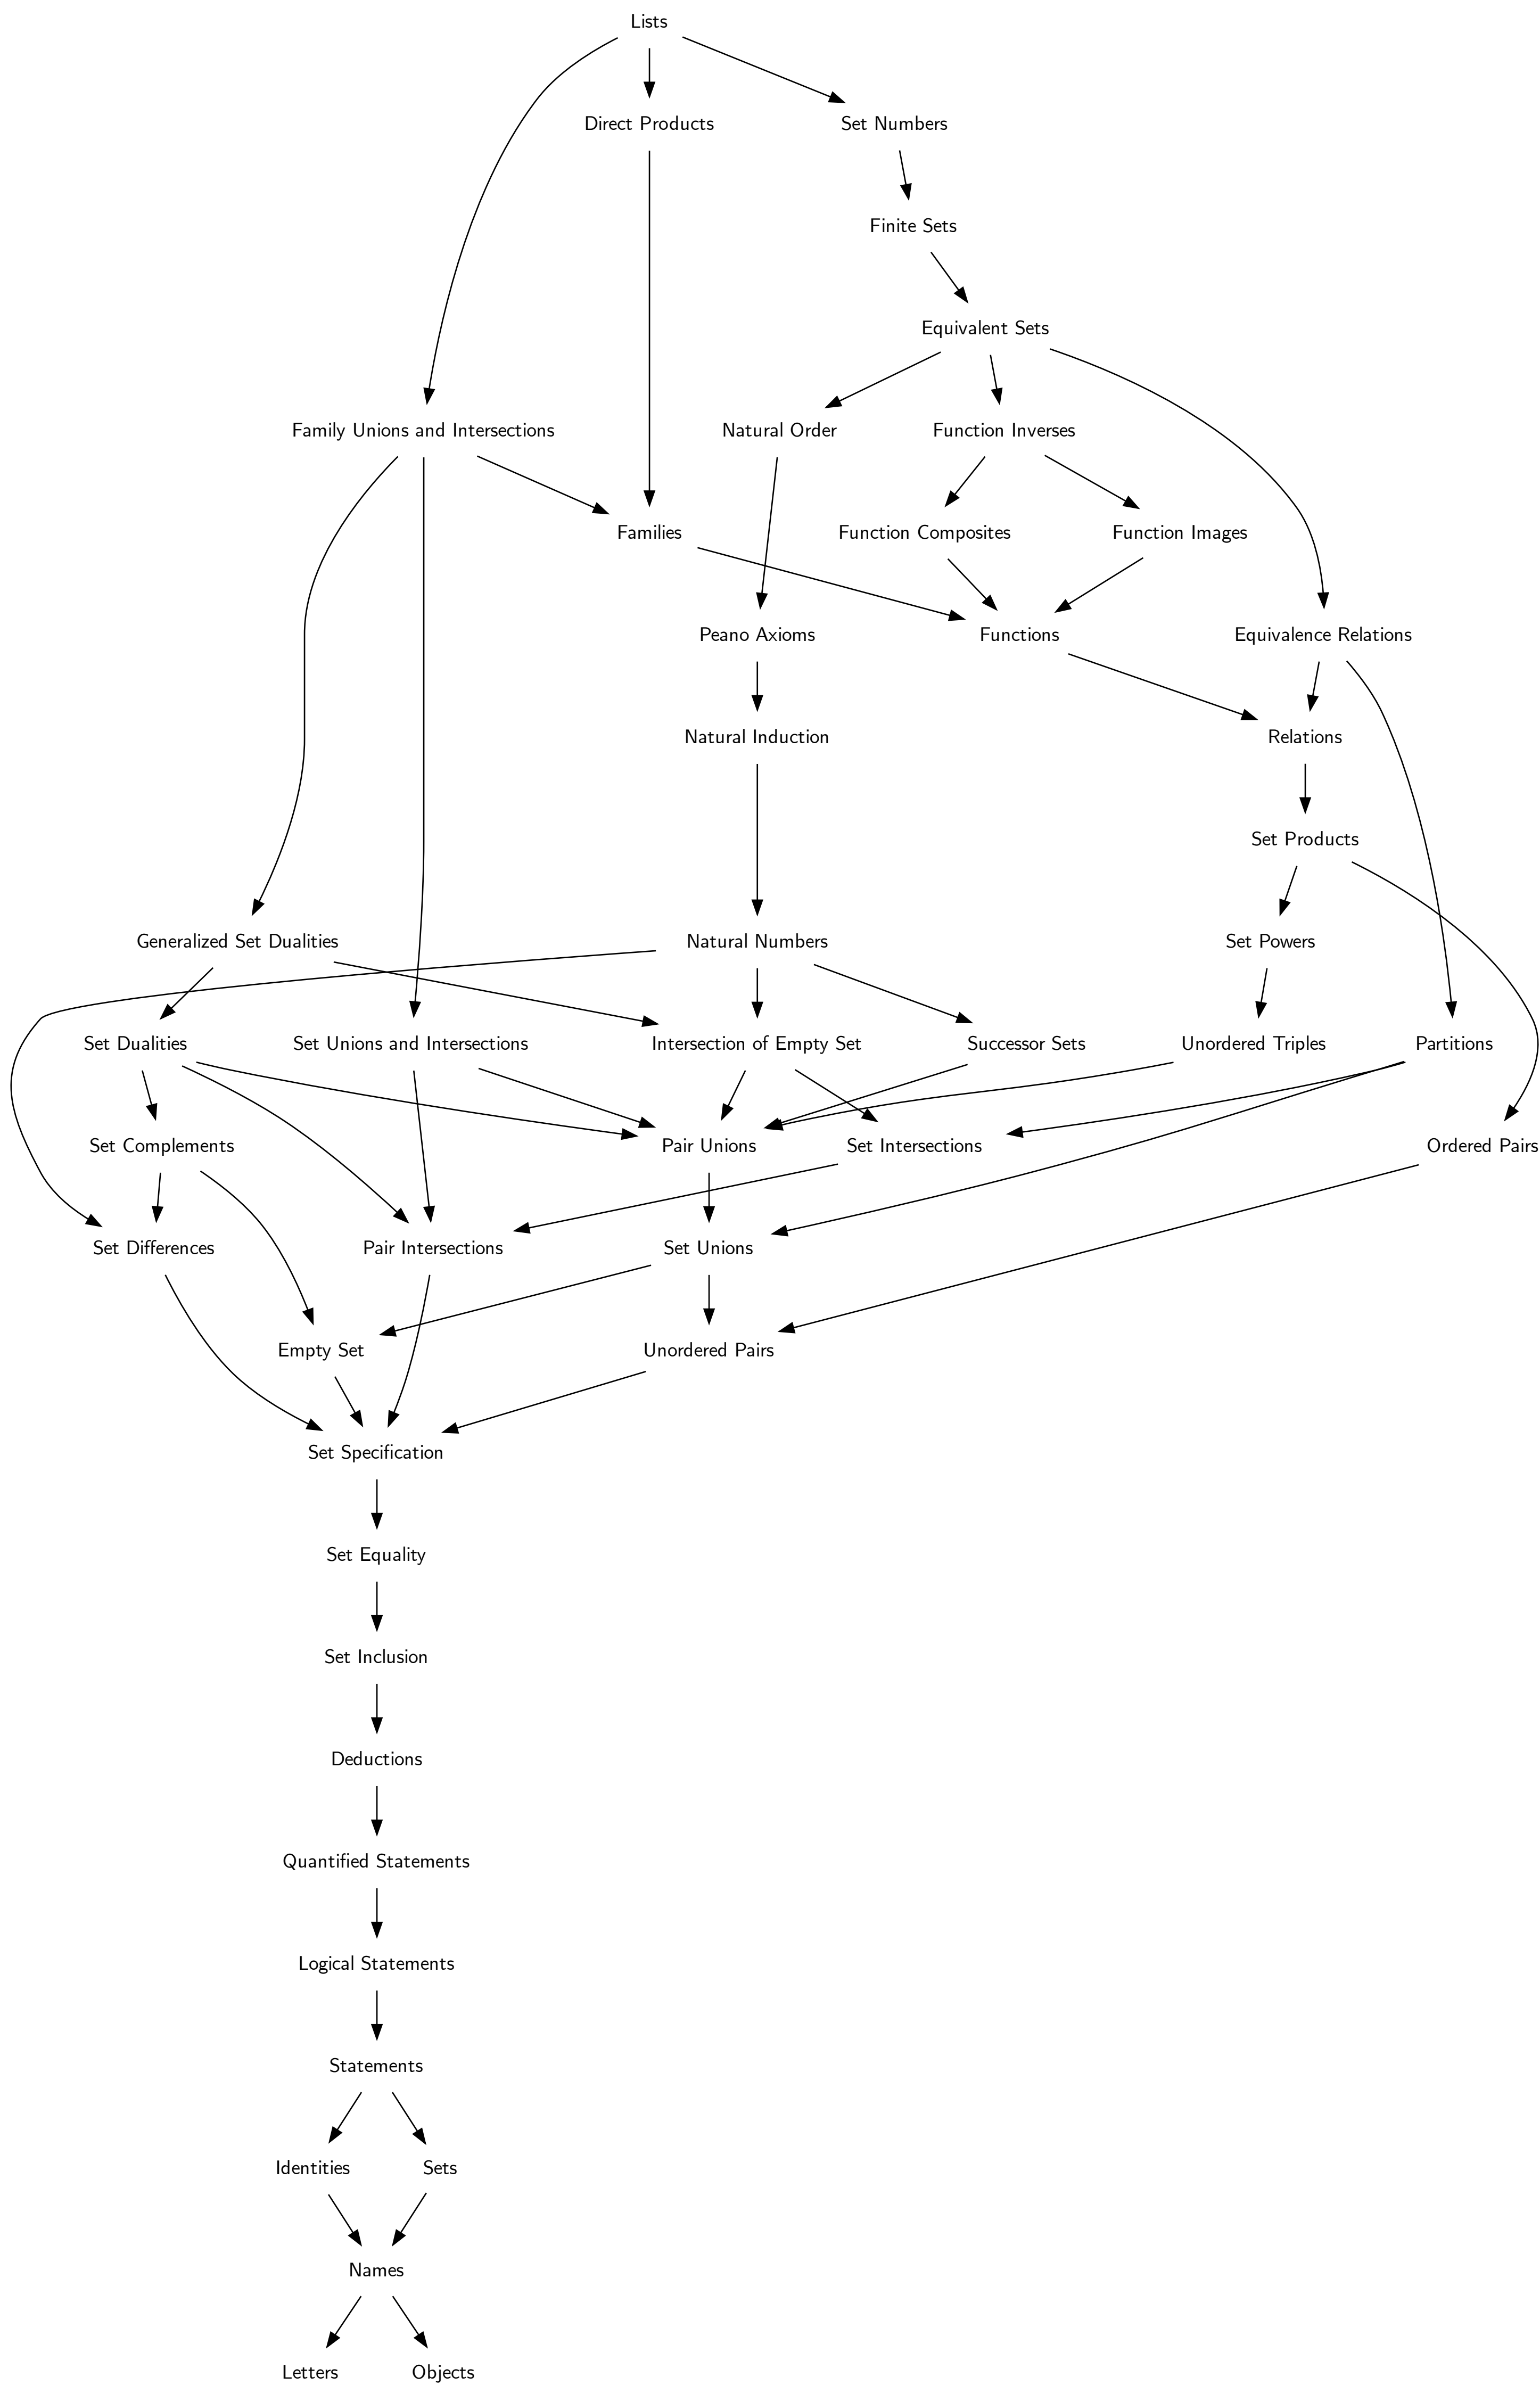 Lists
Direct Products
Set Numbers
Finite Sets
Equivalent Sets
Family Unions and Intersections
Natural Order
Function Inverses
Families
Function Composites
Function Images
Peano Axioms
Functions
Equivalence Relations
Natural Induction
Relations
Set Products
Generalized Set Dualities
Natural Numbers
Set Powers
Set Dualities
Set Unions and Intersections
Intersection of Empty Set
Successor Sets
Unordered Triples
Partitions
Set Complements
Pair Unions
Set Intersections
Ordered Pairs
Set Differences
Pair Intersections
Set Unions
Empty Set
Unordered Pairs
Set Specification
Set Equality
Set Inclusion
Deductions
Quantified Statements
Logical Statements
Statements
Identities
Sets
Names
Letters
Objects